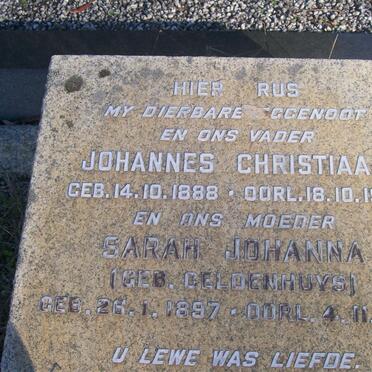 HIER RUS
MY DIERBARE EGGENOOT
EN ONS VADER
JOHANNES CHRISTIAA
GEB. 14.10.1888 · OORL. 18.10.19
EN ONS MOEDER
SARAH JOHANNA
(GEB. GELDENHUYS)
GEB. 26.1.1897 · OORL. 4.11.
U LEWE WAS LIEFDE.